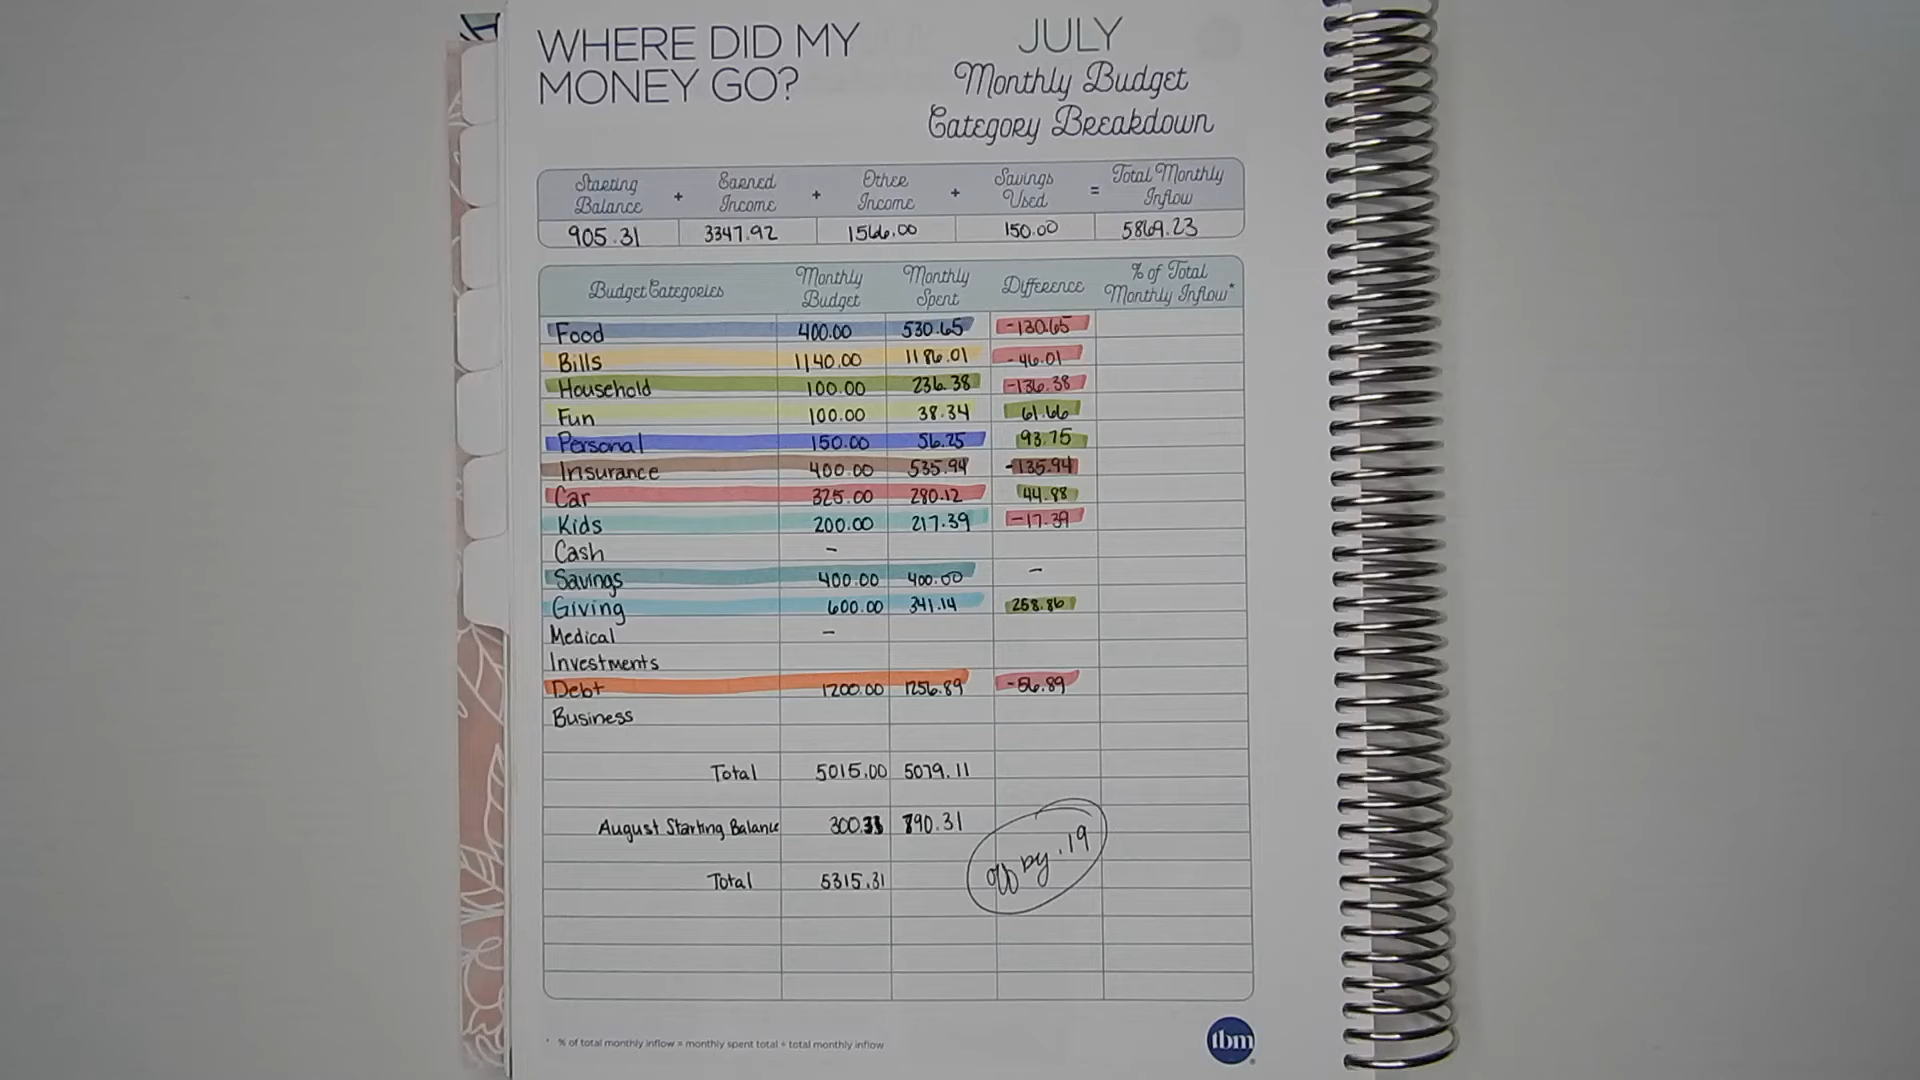 WHERE DID MY
MONEY GO?
JULY
Monthly Budget
Category Breakdown
Starting Balance + Earned Income + Other Income + Savings Used = Total Monthly Inflow
905.31 3347.92 1566.00 150.00 5869.23
Budget Categories Monthly Budget Monthly Spent Difference % of Total Monthly Inflow*
Food 400.00 530.65 -130.65
Bills 1140.00 1186.01 -46.01
Household 100.00 236.38 -136.38
Fun 100.00 38.34 61.66
Personal 150.00 56.25 93.75
Insurance 400.00 535.94 -135.94
Car 325.00 280.12 44.88
Kids 200.00 217.39 -17.39
Cash -
Savings 400.00 400.00 -
Giving 600.00 341.14 258.86
Medical -
Investments
Debt 1200.00 1256.89 -56.89
Business
Total 5015.00 5079.11
August Starting Balance 790.31
off by .19
Total 5315.31
* % of total monthly inflow = monthly spent total ÷ total monthly inflow
tbm